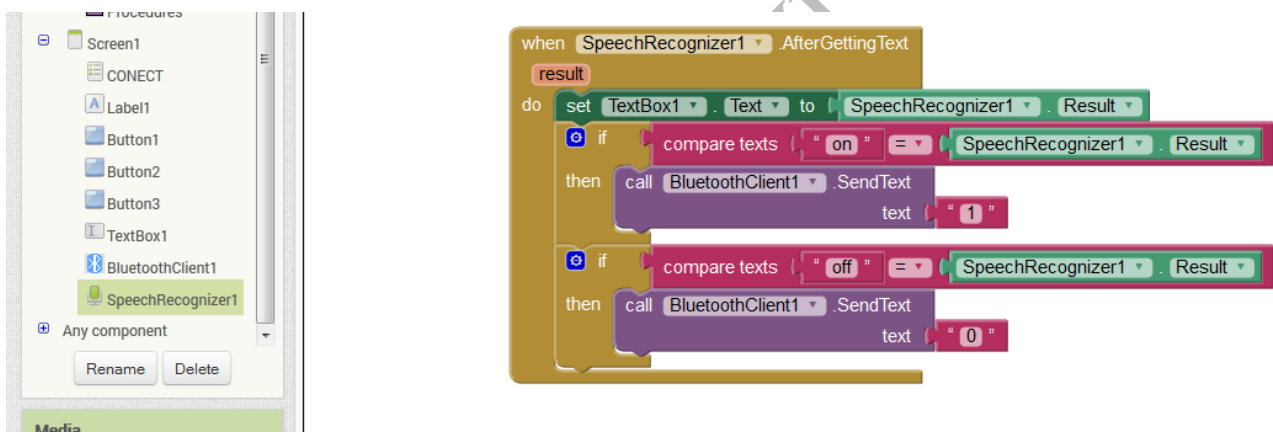 Procedures
Screen1
CONECT
Label1
Button1
Button2
Button3
TextBox1
BluetoothClient1
SpeechRecognizer1
Any component
Rename Delete
Media
when SpeechRecognizer1 .AfterGettingText
result
do set TextBox1 . Text to SpeechRecognizer1 . Result
if compare texts " on " = SpeechRecognizer1 . Result
then call BluetoothClient1 .SendText
text " 1 "
if compare texts " off " = SpeechRecognizer1 . Result
then call BluetoothClient1 .SendText
text " 0 "